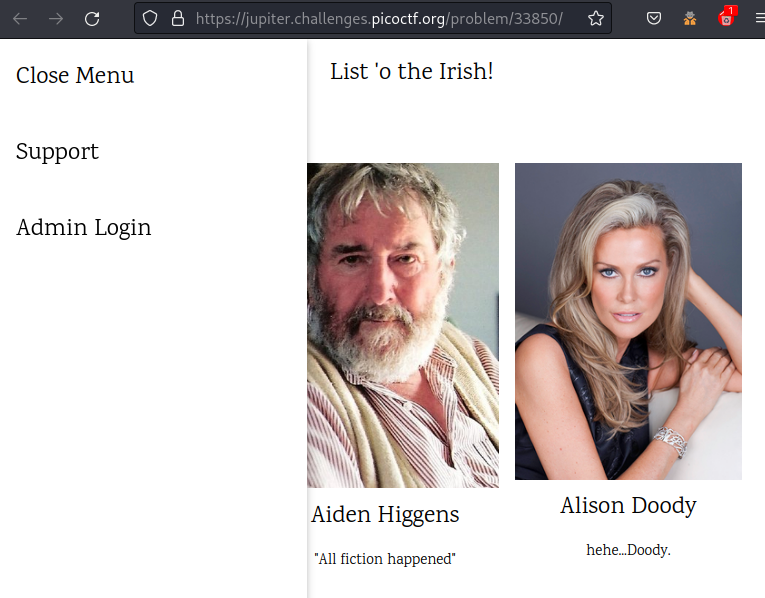 https://jupiter.challenges.picoctf.org/problem/33850/
1
Close Menu
List 'o the Irish!
Support
Admin Login
Aiden Higgens
Alison Doody
"All fiction happened"
hehe...Doody.